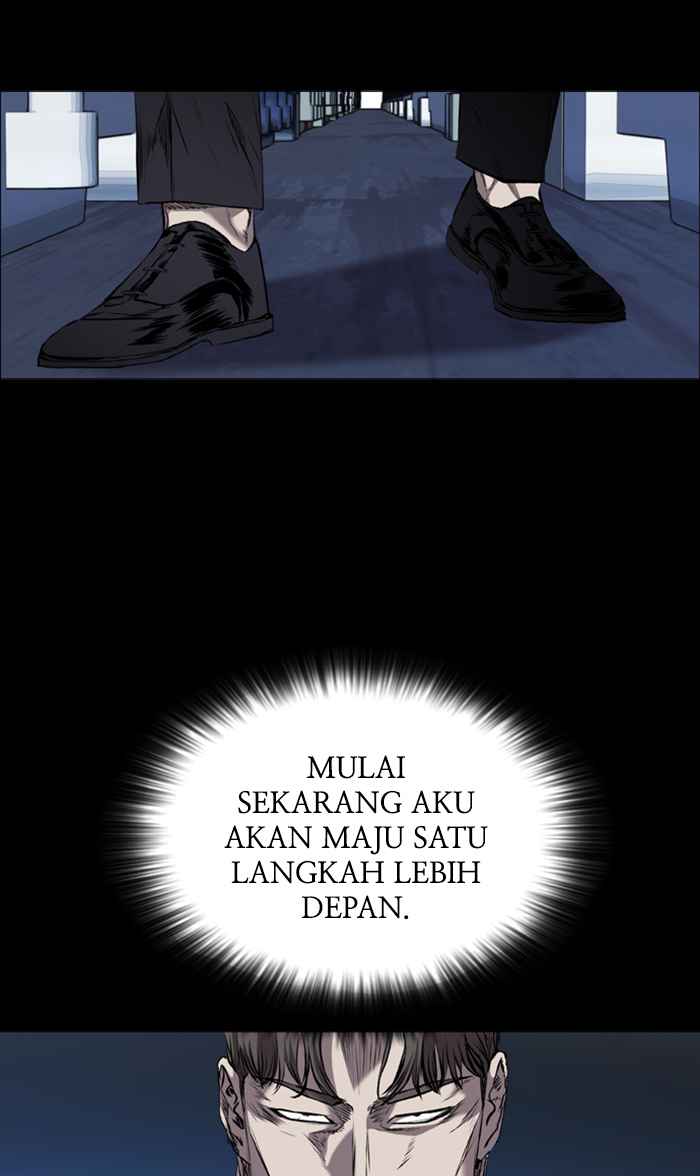 MULAI
SEKARANG AKU
AKAN MAJU SATU
LANGKAH LEBIH
DEPAN.